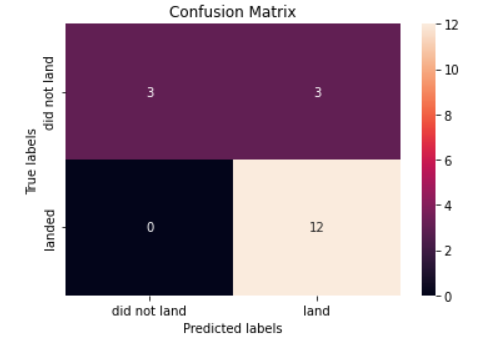 Confusion Matrix
True labels
did not land
landed
3
3
0
12
did not land
land
Predicted labels
12
10
8
6
4
2
0